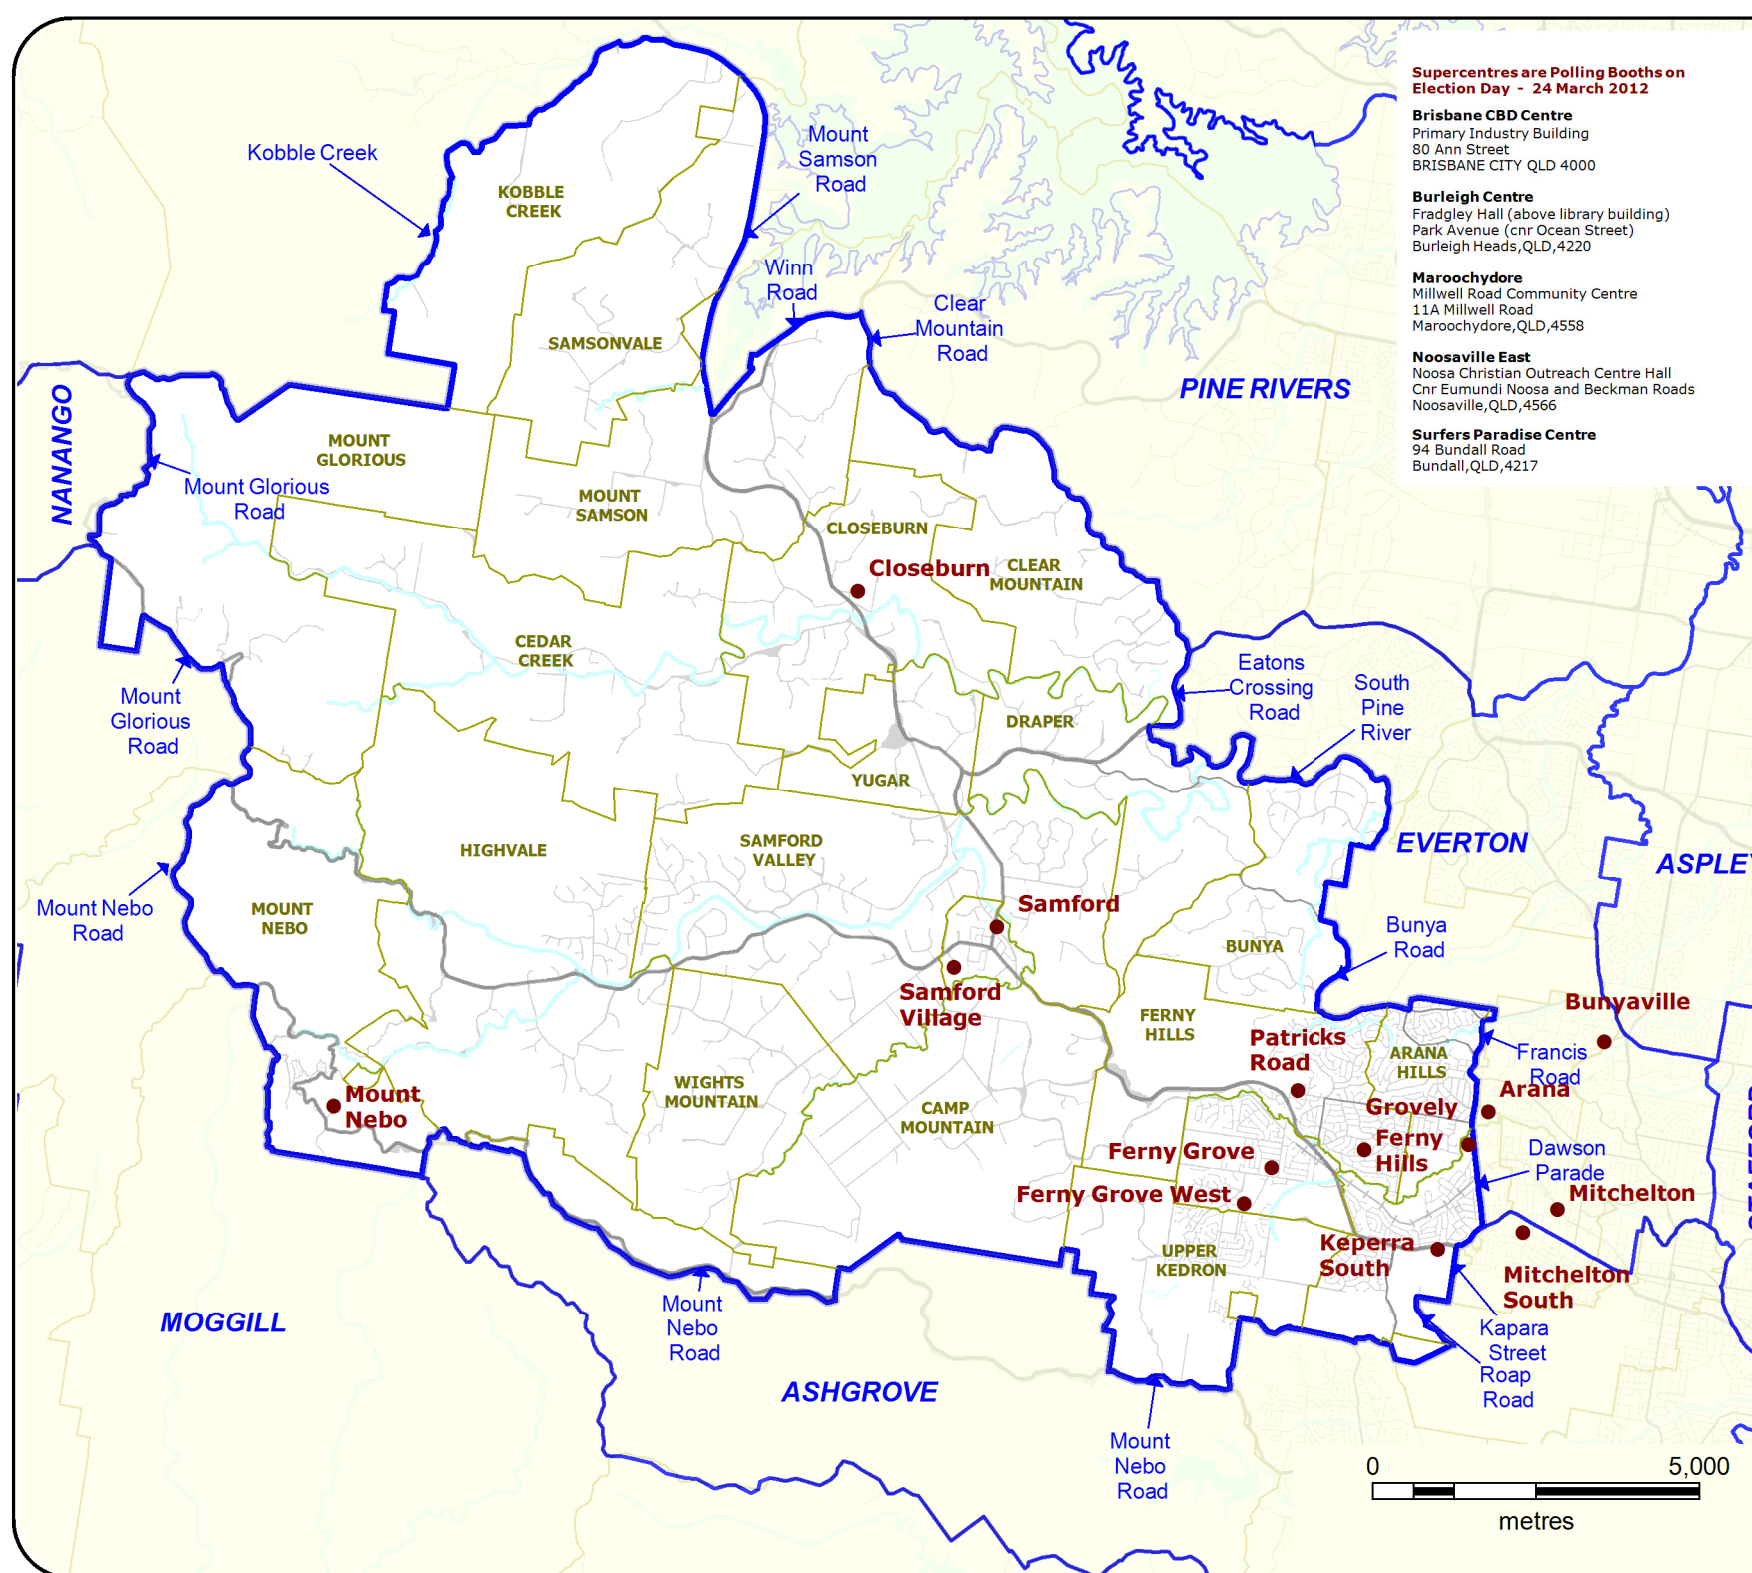 Supercentres are Polling Booths on
Election Day - 24 March 2012
Brisbane CBD Centre
Primary Industry Building
80 Ann Street
BRISBANE CITY QLD 4000
Burleigh Centre
Fradgley Hall (above library building)
Park Avenue (cnr Ocean Street)
Burleigh Heads,QLD,4220
Maroochydore
Millwell Road Community Centre
11A Millwell Road
Maroochydore,QLD,4558
Noosaville East
Noosa Christian Outreach Centre Hall
Cnr Eumundi Noosa and Beckman Roads
Noosaville,QLD,4566
Surfers Paradise Centre
94 Bundall Road
Bundall,QLD,4217
Kobble Creek
KOBBLE
CREEK
Mount
Samson
Road
Winn
Road
Clear
Mountain
Road
SAMSONVALE
PINE RIVERS
NANANGO
MOUNT
GLORIOUS
Mount Glorious
Road
MOUNT
SAMSON
CLOSEBURN
Closeburn
CLEAR
MOUNTAIN
CEDAR
CREEK
Mount
Glorious
Road
Eatons
Crossing
Road
South
Pine
River
DRAPER
YUGAR
HIGHVALE
SAMFORD
VALLEY
EVERTON
ASPLEY
Mount Nebo
Road
MOUNT
NEBO
Samford
BUNYA
Bunya
Road
Samford
Village
FERNY
HILLS
Bunyaville
Patricks
Road
ARANA
HILLS
Francis
Road
Arana
Mount
Nebo
WIGHTS
MOUNTAIN
CAMP
MOUNTAIN
Grovely
Ferny
Hills
Ferny Grove
Dawson
Parade
Ferny Grove West
Mitchelton
UPPER
KEDRON
Keperra
South
Mitchelton
South
MOGGILL
Mount
Nebo
Road
Kapara
Street
Roap
Road
ASHGROVE
Mount
Nebo
Road
0 5,000
metres